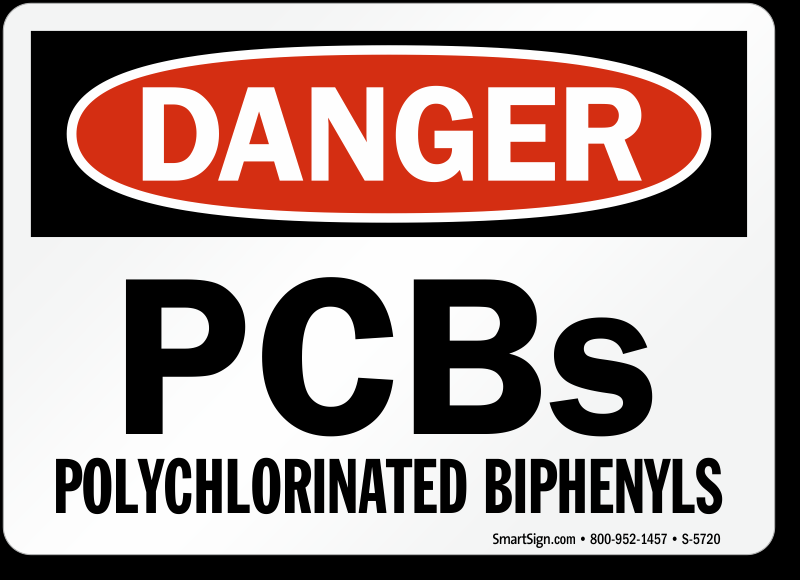 DANGER
PCBs
POLYCHLORINATED BIPHENYLS
SmartSign.com • 800-952-1457 • S-5720